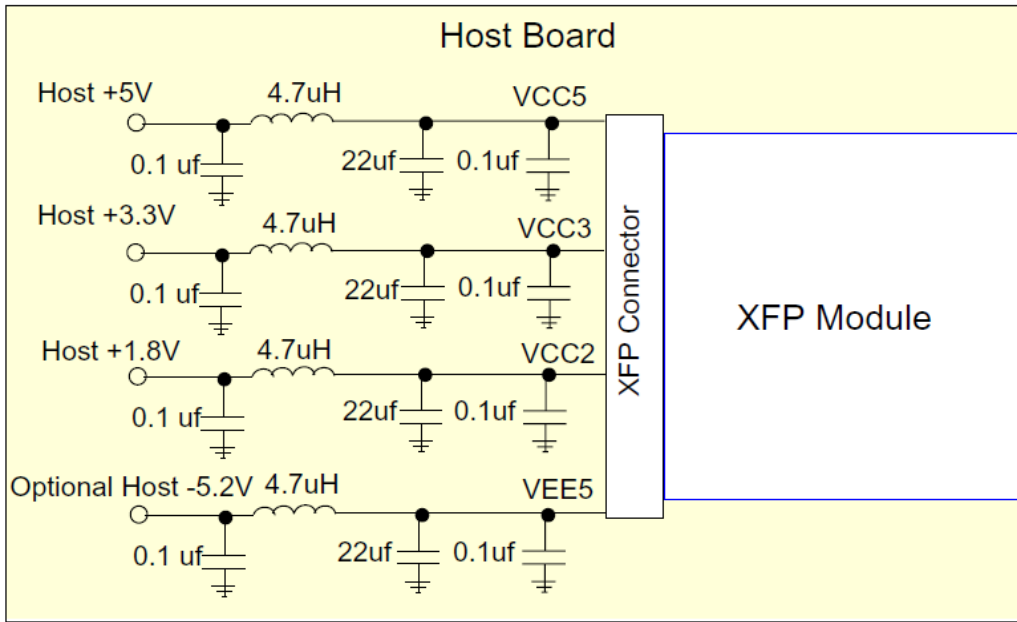 Host Board
Host +5V
4.7uH
VCC5
0.1 uf
22uf
0.1uf
Host +3.3V
4.7uH
VCC3
0.1 uf
22uf
0.1uf
Host +1.8V
4.7uH
VCC2
0.1 uf
22uf
0.1uf
Optional Host -5.2V
4.7uH
VEE5
0.1 uf
22uf
0.1uf
XFP Connector
XFP Module